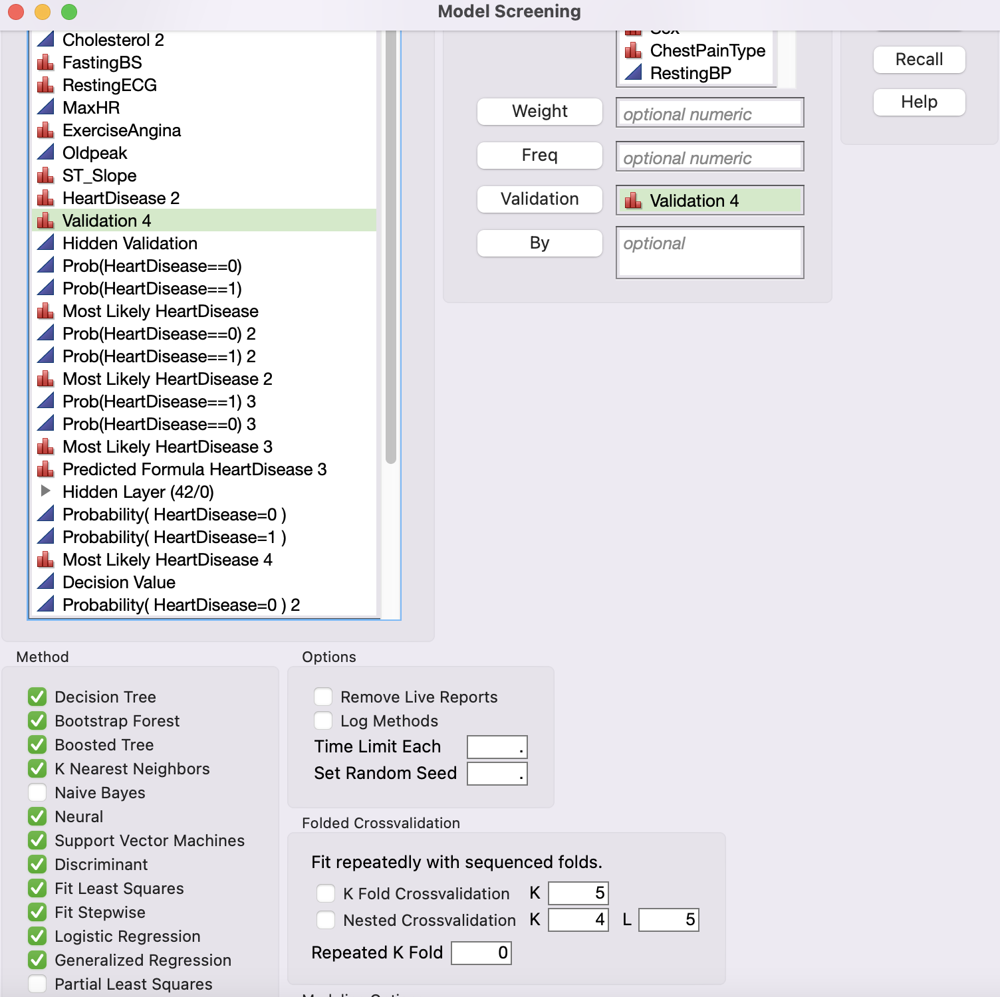 Model Screening
Cholesterol 2
FastingBS
RestingECG
MaxHR
ExerciseAngina
Oldpeak
ST_Slope
HeartDisease 2
Validation 4
Hidden Validation
Prob(HeartDisease==0)
Prob(HeartDisease==1)
Most Likely HeartDisease
Prob(HeartDisease==0) 2
Prob(HeartDisease==1) 2
Most Likely HeartDisease 2
Prob(HeartDisease==1) 3
Prob(HeartDisease==0) 3
Most Likely HeartDisease 3
Predicted Formula HeartDisease 3
Hidden Layer (42/0)
Probability( HeartDisease=0 )
Probability( HeartDisease=1 )
Most Likely HeartDisease 4
Decision Value
Probability( HeartDisease=0 ) 2
Sex
ChestPainType
RestingBP
Weight optional numeric
Freq optional numeric
Validation Validation 4
By optional
Recall
Help
Method
Decision Tree
Bootstrap Forest
Boosted Tree
K Nearest Neighbors
Naive Bayes
Neural
Support Vector Machines
Discriminant
Fit Least Squares
Fit Stepwise
Logistic Regression
Generalized Regression
Partial Least Squares
Options
Remove Live Reports
Log Methods
Time Limit Each .
Set Random Seed .
Folded Crossvalidation
Fit repeatedly with sequenced folds.
K Fold Crossvalidation K 5
Nested Crossvalidation K 4 L 5
Repeated K Fold 0